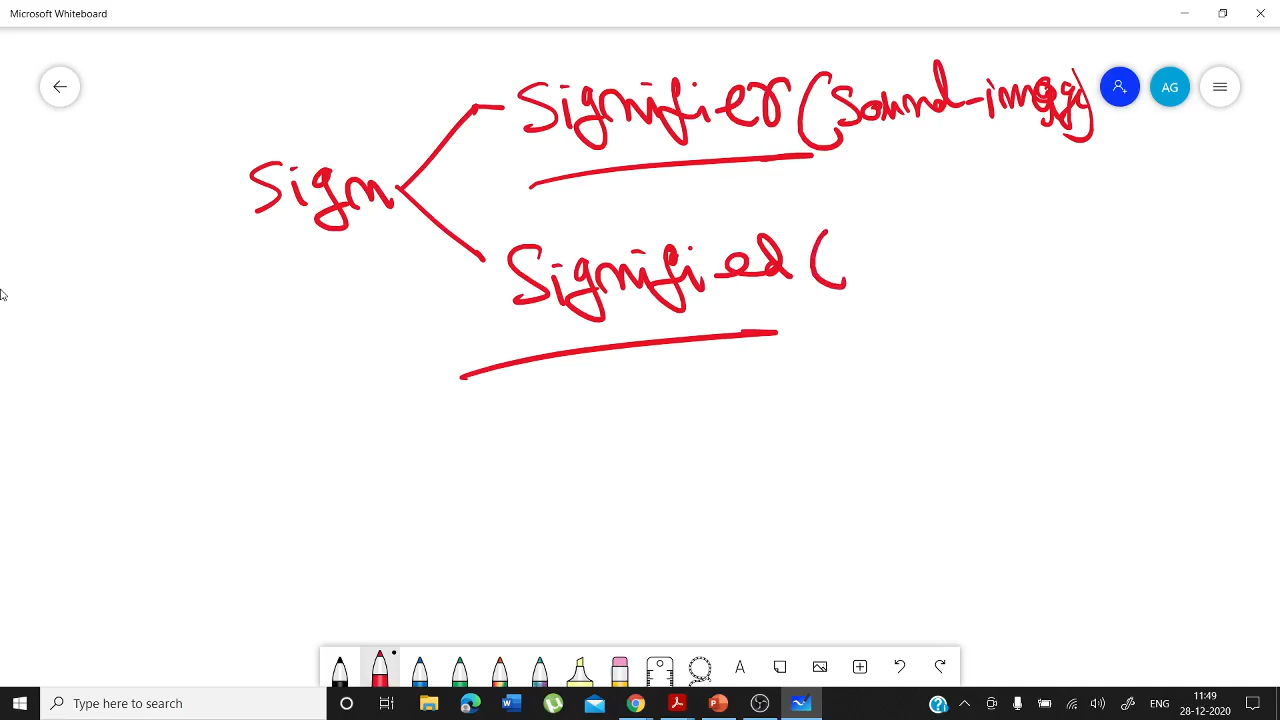 Microsoft Whiteboard
Signifier (Sound-image)
AG
Sign
Signified (
A
Type here to search
ENG
11:49
28-12-2020